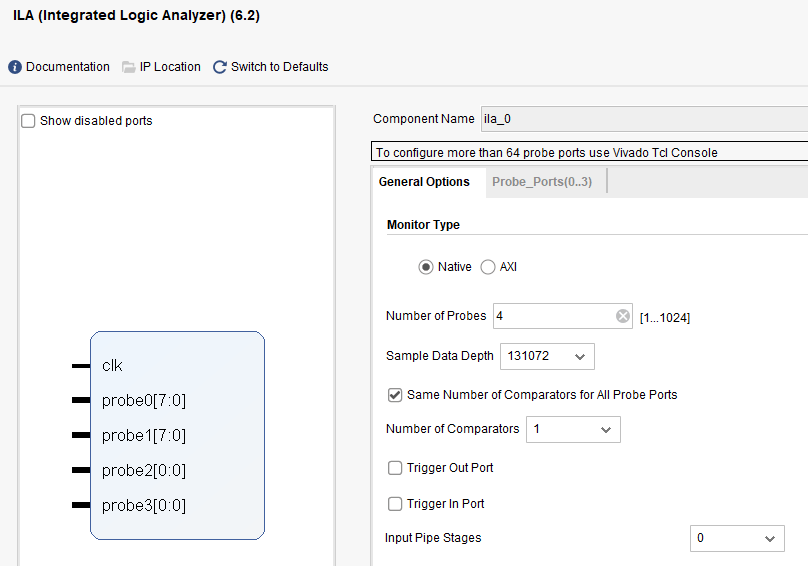 ILA (Integrated Logic Analyzer) (6.2)
Documentation IP Location Switch to Defaults
Show disabled ports
clk
probe0[7:0]
probe1[7:0]
probe2[0:0]
probe3[0:0]
Component Name ila_0
To configure more than 64 probe ports use Vivado Tcl Console
General Options Probe_Ports(0..3)
Monitor Type
Native AXI
Number of Probes 4 [1...1024]
Sample Data Depth 131072
Same Number of Comparators for All Probe Ports
Number of Comparators 1
Trigger Out Port
Trigger In Port
Input Pipe Stages 0